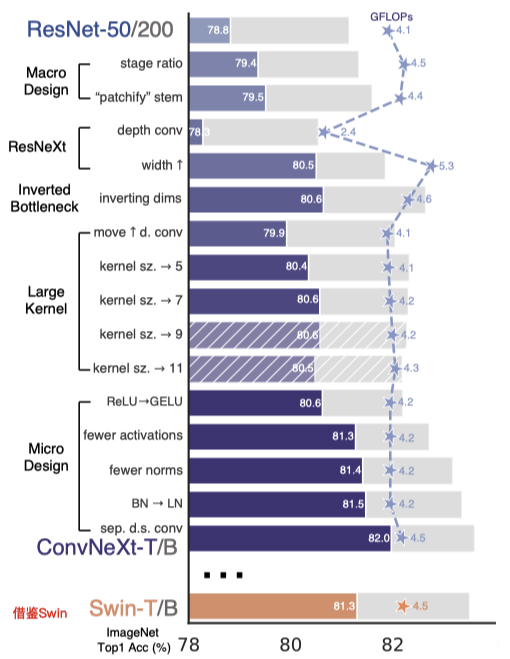 GFLOPs
ResNet-50/200 78.8 4.1
stage ratio 79.4 4.5
Macro Design
"patchify" stem 79.5 4.4
depth conv 78.3 2.4
ResNeXt
width ↑ 80.5 5.3
Inverted Bottleneck
inverting dims 80.6 4.6
move ↑ d. conv 79.9 4.1
kernel sz. → 5 80.4 4.1
Large Kernel
kernel sz. → 7 80.6 4.2
kernel sz. → 9 80.6 4.2
kernel sz. → 11 80.5 4.3
ReLU→GELU 80.6 4.2
fewer activations 81.3 4.2
Micro Design
fewer norms 81.4 4.2
BN → LN 81.5 4.2
sep. d.s. conv
ConvNeXt-T/B 82.0 4.5
...
借鉴Swin Swin-T/B 81.3 4.5
ImageNet
Top1 Acc (%) 78 80 82